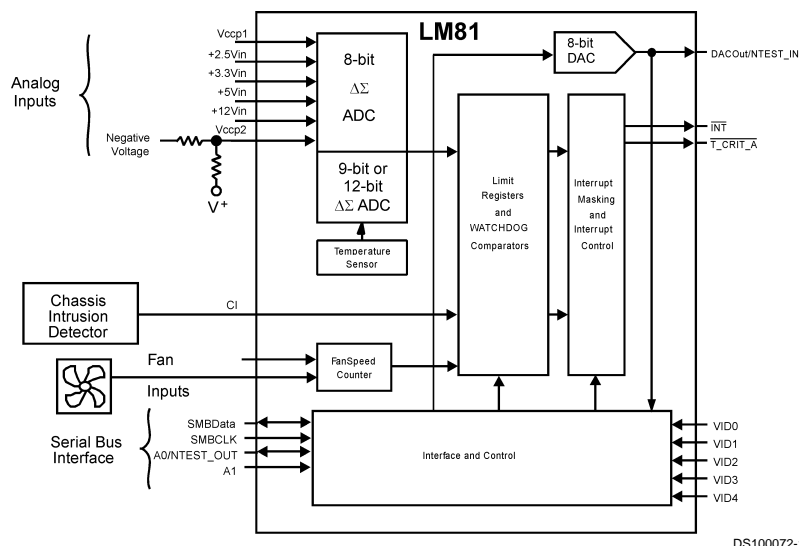 LM81
Vccp1
+2.5Vin
+3.3Vin
+5Vin
+12Vin
Vccp2
Analog
Inputs
Negative
Voltage
V+
8-bit
ΔΣ
ADC
9-bit or
12-bit
ΔΣ ADC
Temperature
Sensor
8-bit
DAC
DACOut/NTEST_IN
INT
T_CRIT_A
Limit
Registers
and
WATCHDOG
Comparators
Interrupt
Masking
and
Interrupt
Control
Chassis
Intrusion
Detector
CI
Fan
Inputs
FanSpeed
Counter
Serial Bus
Interface
SMBData
SMBCLK
A0/NTEST_OUT
A1
Interface and Control
VID0
VID1
VID2
VID3
VID4
DS100072-